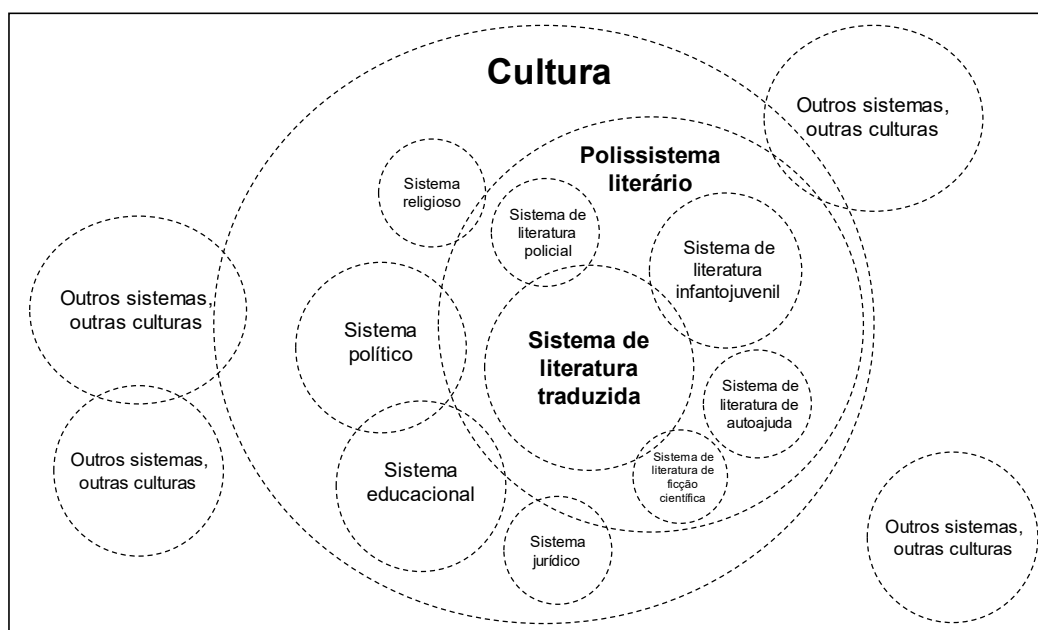 Cultura
Outros sistemas,
outras culturas
Polissistema
literário
Sistema
religioso
Sistema de
literatura
policial
Sistema de
literatura
infantojuvenil
Outros sistemas,
outras culturas
Sistema
político
Sistema de
literatura
traduzida
Sistema de
literatura de
autoajuda
Outros sistemas,
outras culturas
Sistema
educacional
Sistema de
literatura de
ficção
científica
Sistema
jurídico
Outros sistemas,
outras culturas